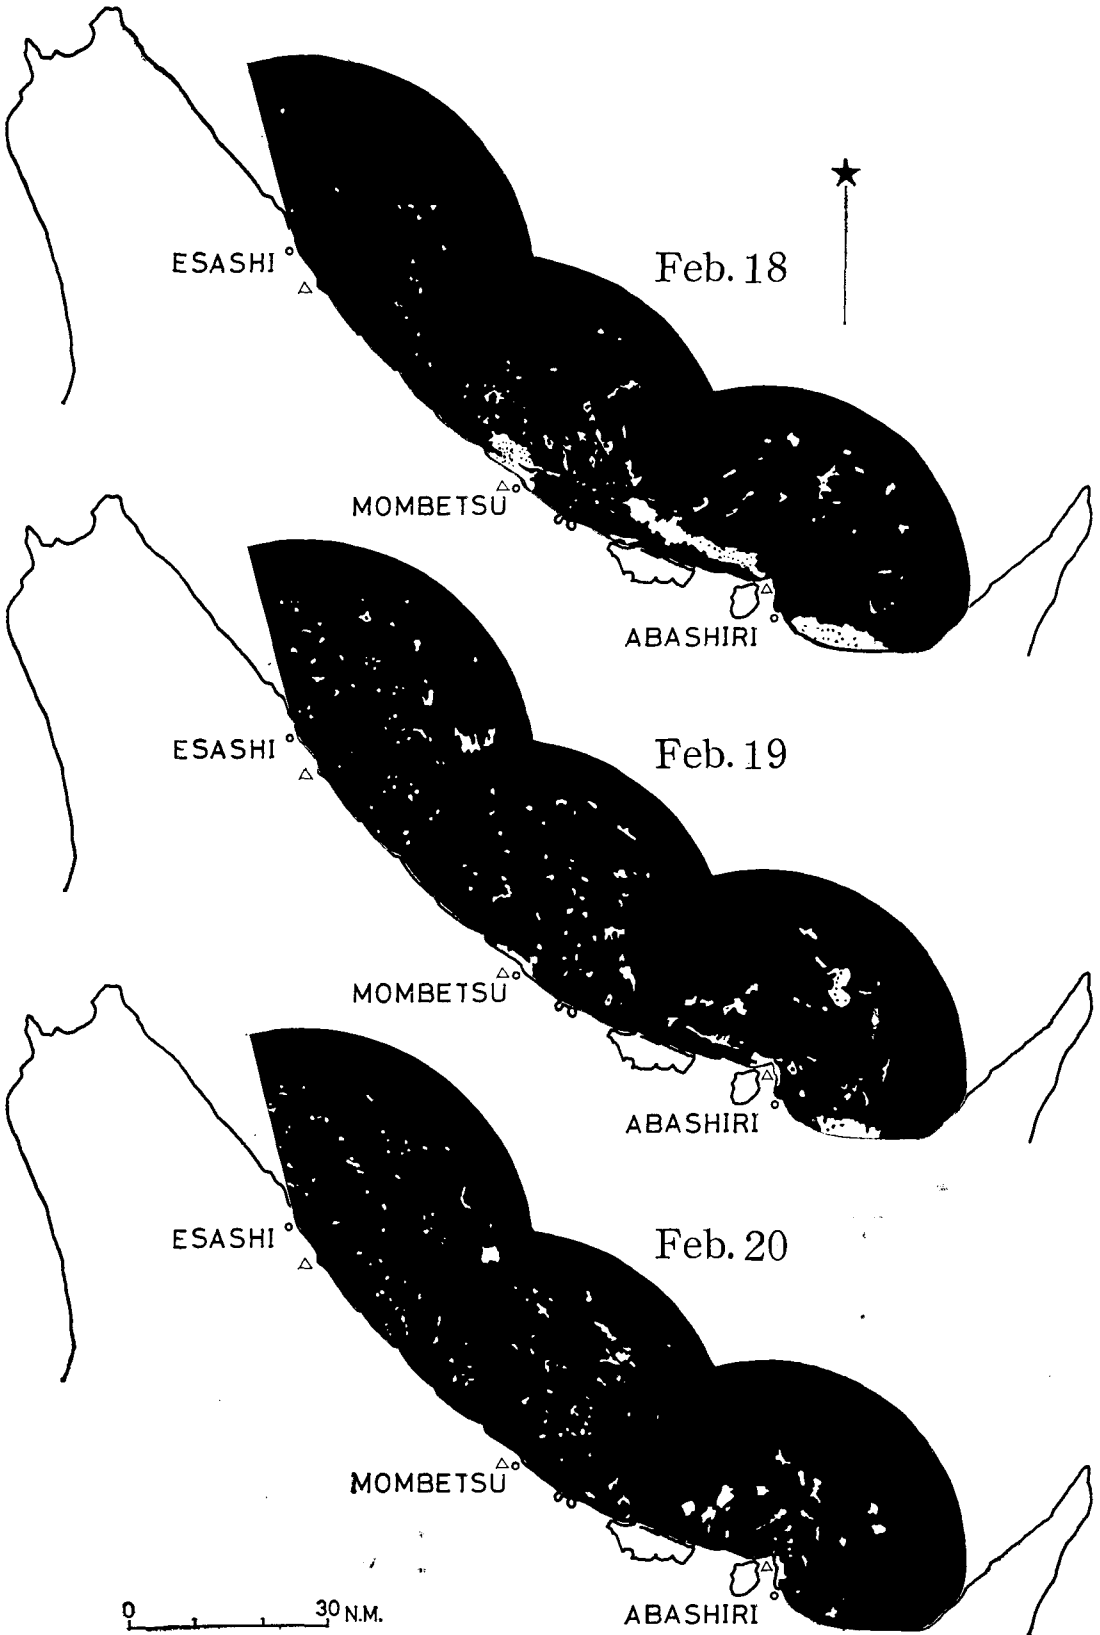 Feb. 18
ESASHI
MOMBETSU
ABASHIRI
Feb. 19
ESASHI
MOMBETSU
ABASHIRI
Feb. 20
ESASHI
MOMBETSU
ABASHIRI
0 30 N.M.